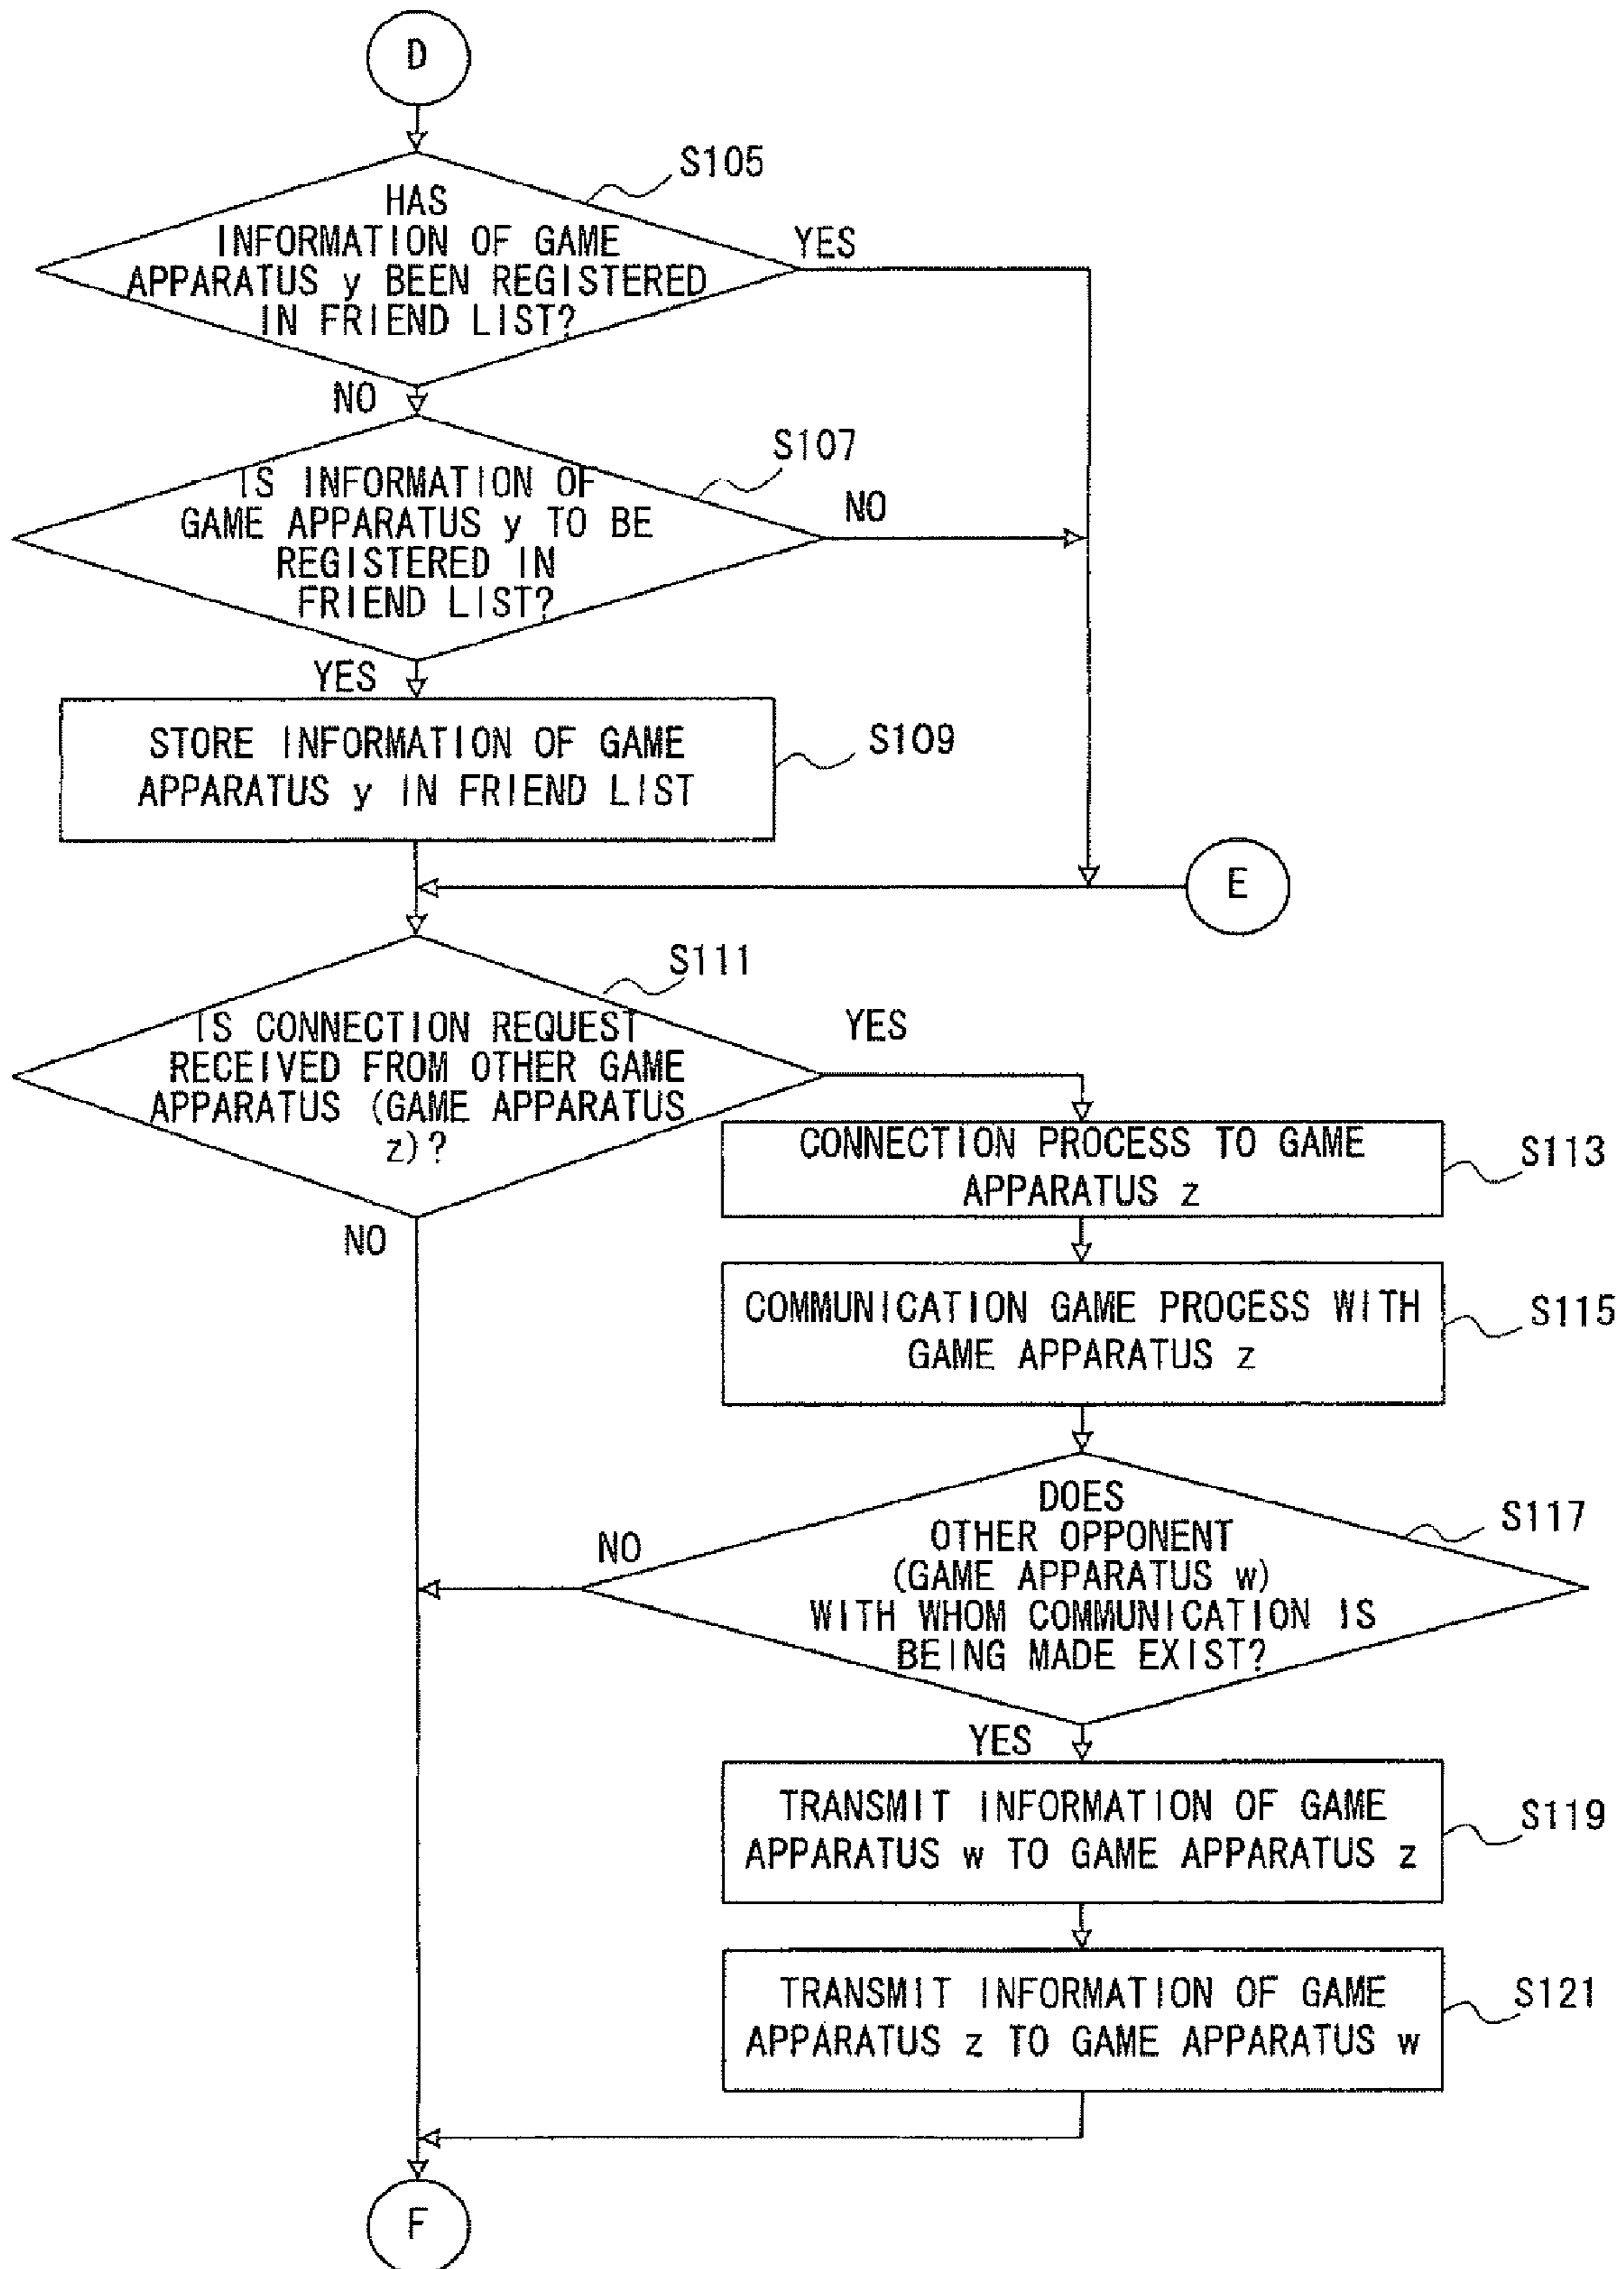 D
S105
HAS
INFORMATION OF GAME
APPARATUS y BEEN REGISTERED
IN FRIEND LIST?
YES
NO
S107
IS INFORMATION OF
GAME APPARATUS y TO BE
REGISTERED IN
FRIEND LIST?
NO
YES
STORE INFORMATION OF GAME
APPARATUS y IN FRIEND LIST
S109
E
S111
IS CONNECTION REQUEST
RECEIVED FROM OTHER GAME
APPARATUS (GAME APPARATUS
z)?
YES
NO
CONNECTION PROCESS TO GAME
APPARATUS z
S113
COMMUNICATION GAME PROCESS WITH
GAME APPARATUS z
S115
DOES
OTHER OPPONENT
(GAME APPARATUS w)
WITH WHOM COMMUNICATION IS
BEING MADE EXIST?
S117
NO
YES
TRANSMIT INFORMATION OF GAME
APPARATUS w TO GAME APPARATUS z
S119
TRANSMIT INFORMATION OF GAME
APPARATUS z TO GAME APPARATUS w
S121
F